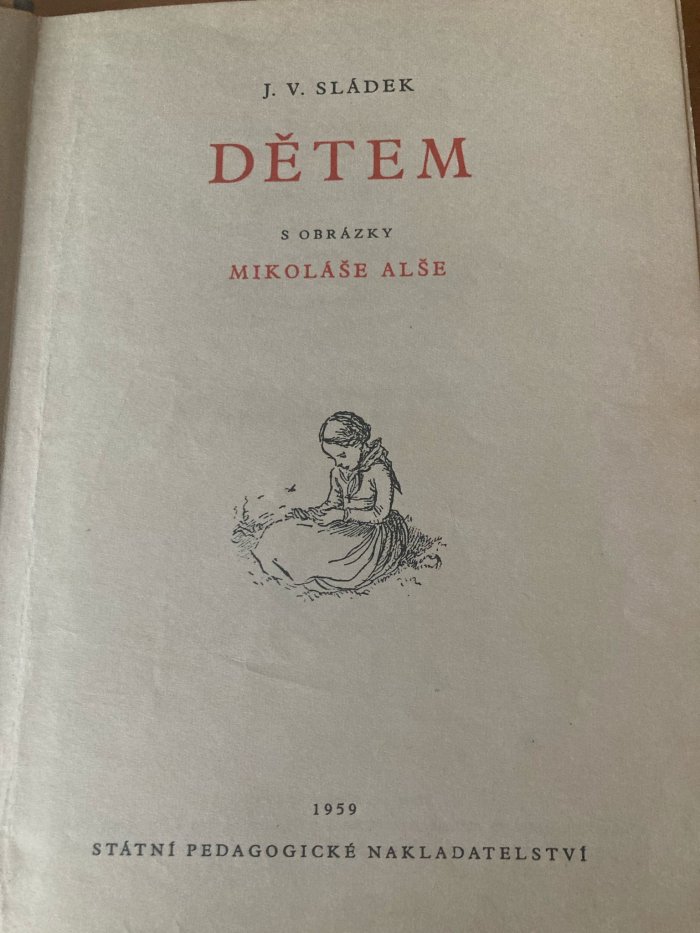 J. V. SLÁDEK
DĚTEM
S OBRÁZKY
MIKOLÁŠE ALŠE
1959
STÁTNÍ PEDAGOGICKÉ NAKLADATELSTVÍ